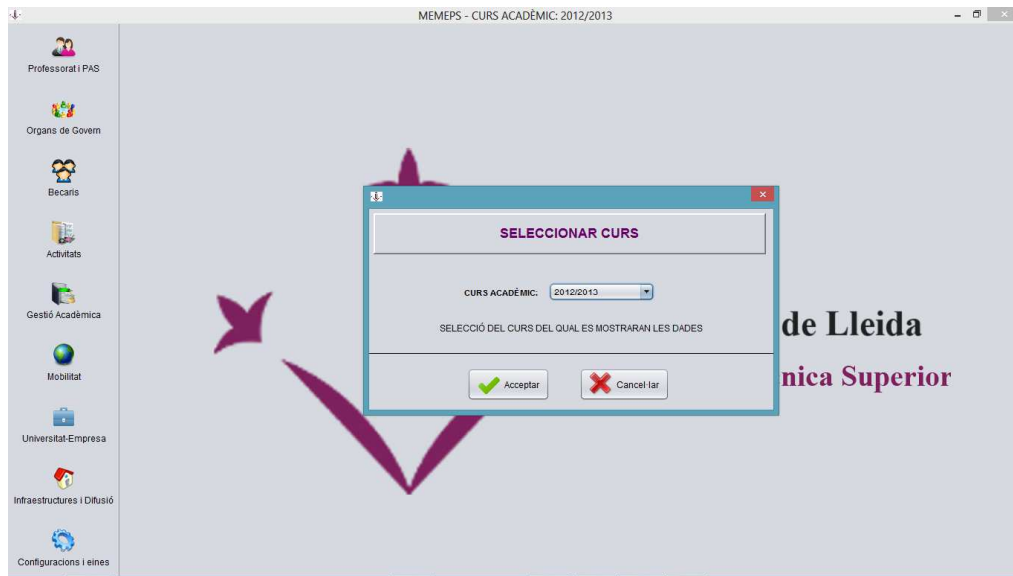 MEMEPS - CURS ACADÈMIC: 2012/2013
Professorat i PAS
Organs de Govern
Becaris
Activitats
Gestió Acadèmica
Mobilitat
Universitat-Empresa
Infraestructures i Difusió
Configuracions i eines
SELECCIONAR CURS
CURS ACADÈMIC: 2012/2013
SELECCIÓ DEL CURS DEL QUAL ES MOSTRARAN LES DADES
Acceptar
Cancel·lar
de Lleida
nica Superior